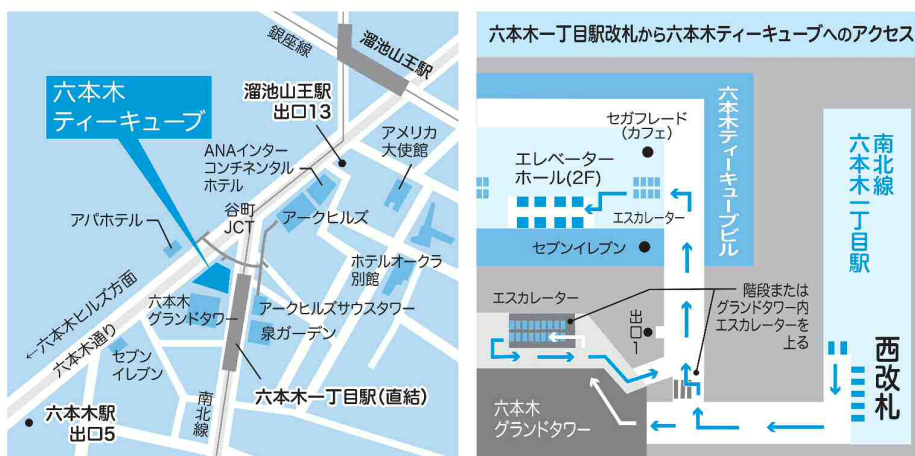 銀座線
溜池山王駅
六本木
ティーキューブ
溜池山王駅
出口13
アメリカ
大使館
ANAインター
コンチネンタル
ホテル
谷町
JCT
アークヒルズ
アパホテル
ホテルオークラ
別館
←六本木ヒルズ方面
六本木通り
六本木
グランドタワー
アークヒルズサウスタワー
泉ガーデン
セブン
イレブン
六本木一丁目駅(直結)
南北線
六本木駅
出口5
六本木一丁目駅改札から六本木ティーキューブへのアクセス
セガフレード
(カフェ)
エレベーター
ホール(2F)
エスカレーター
セブンイレブン
六本木ティーキューブビル
南北線
六本木一丁目駅
エスカレーター
階段または
グランドタワー内
エスカレーターを
上る
出口1
西改札
六本木
グランドタワー